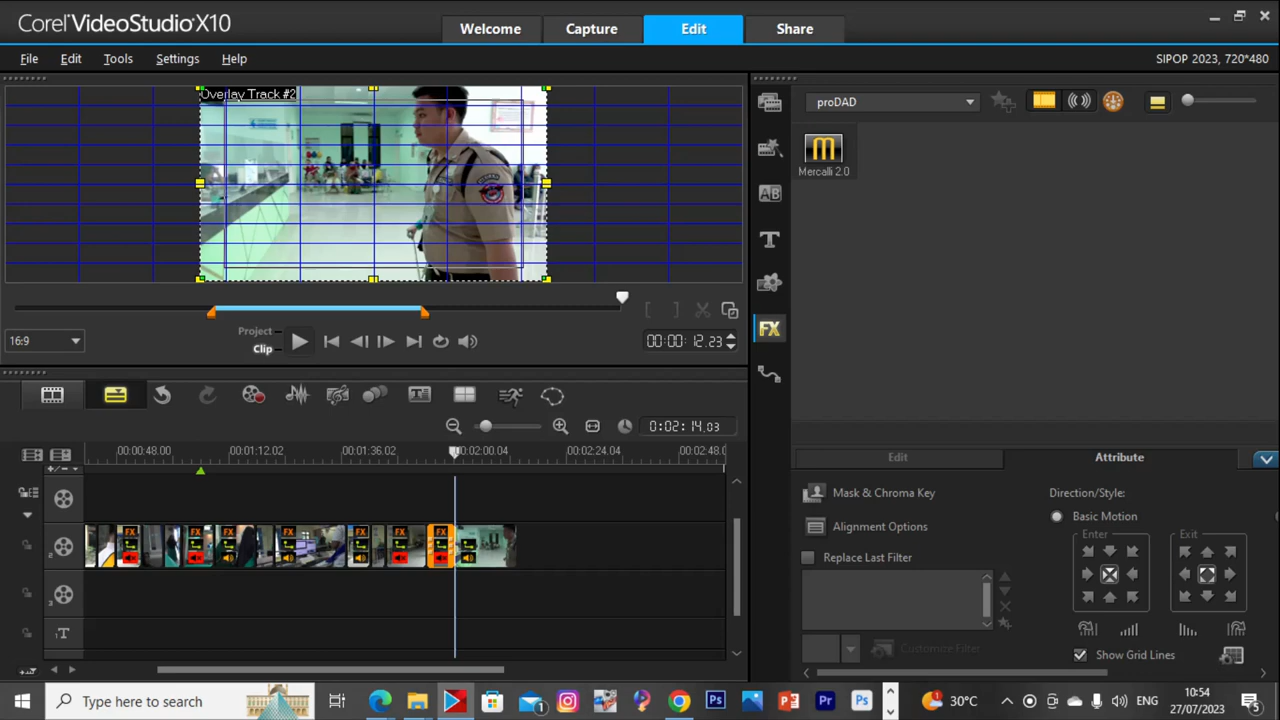 Corel VideoStudio X10
Welcome
Capture
Edit
Share
File
Edit
Tools
Settings
Help
SIPOP 2023, 720*480
Overlay Track #2
proDAD
Mercalli 2.0
Project
Clip
16:9
00:00:12.23
0:02:14.03
00:00:48.00
00:01:12.02
00:01:36.02
00:02:00.04
00:02:24.04
00:02:48.0
FX
AB
T
Edit
Attribute
Mask & Chroma Key
Direction/Style:
Alignment Options
Basic Motion
Enter
Exit
Replace Last Filter
Customize Filter
Show Grid Lines
Type here to search
30°C
ENG
10:54
27/07/2023